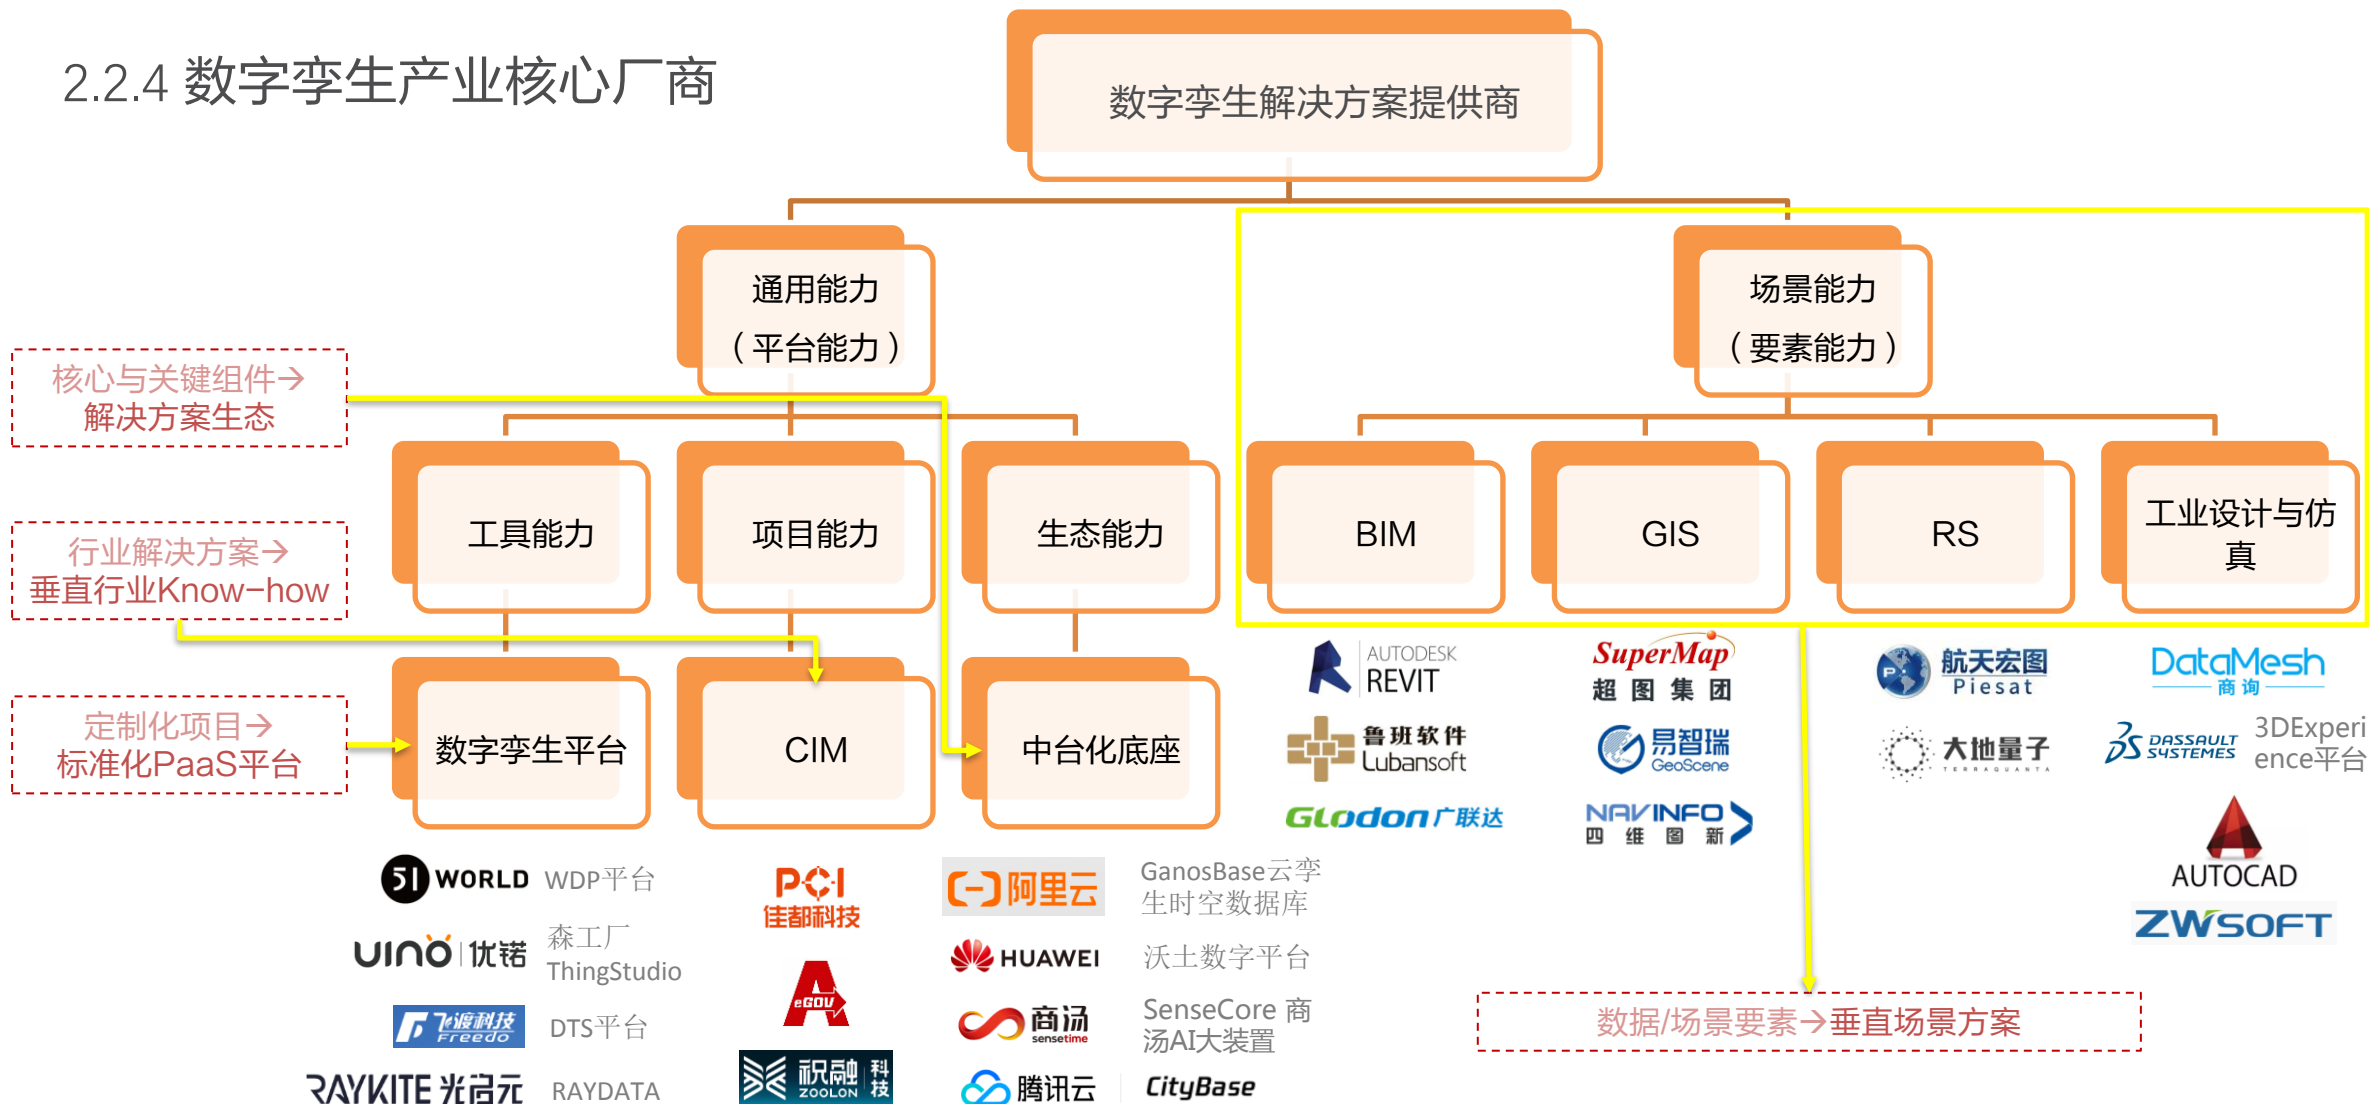 2.2.4 数字孪生产业核心厂商
数字孪生解决方案提供商
通用能力
（平台能力）
场景能力
（要素能力）
核心与关键组件→
解决方案生态
行业解决方案→
垂直行业Know-how
定制化项目→
标准化PaaS平台
工具能力
项目能力
生态能力
BIM
GIS
RS
工业设计与仿
真
数字孪生平台
CIM
中台化底座
51 WORLD
WDP平台
UINO 优锘
森工厂
ThingStudio
飞渡科技
Freedo
DTS平台
RAYKITE 光启元
RAYDATA
PCI
佳都科技
eGOV
祝融 科技
ZOOLON
阿里云
GanosBase云孪
生时空数据库
HUAWEI
沃土数字平台
商汤
sensetime
SenseCore 商
汤AI大装置
腾讯云
CityBase
AUTODESK
REVIT
鲁班软件
Lubansoft
GLodon广联达
SuperMap
超图集团
易智瑞
GeoScene
NAVINFO
四维图新
航天宏图
Piesat
大地量子
TERRAQUANTA
DataMesh
商询
DASSAULT
SYSTEMES
3DExperi
ence平台
AUTOCAD
ZWSOFT
数据/场景要素→垂直场景方案